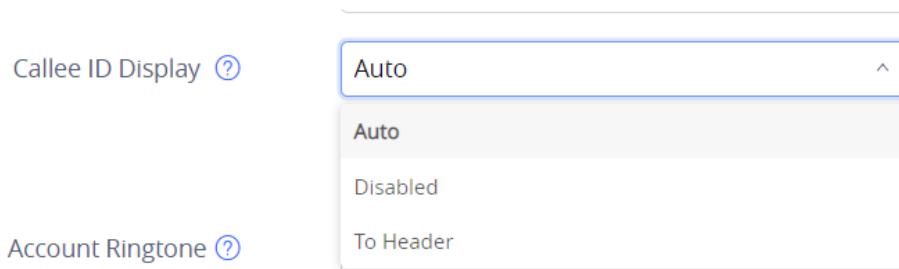 Callee ID Display ?
Auto
Auto
Disabled
To Header
Account Ringtone ?